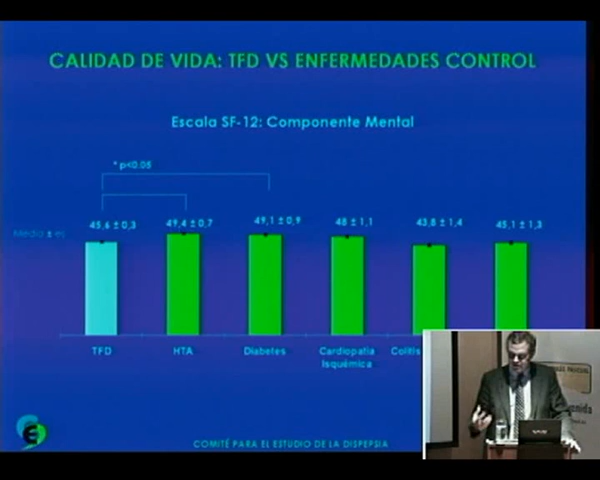 CALIDAD DE VIDA: TFD VS ENFERMEDADES CONTROL
Escala SF-12: Componente Mental
* p<0.05
45,6 ± 0,3
49,4 ± 0,7
49,1 ± 0,9
48 ± 1,1
43,8 ± 1,4
45,1 ± 1,3
Media ± es
TFD
HTA
Diabetes
Cardiopatía
Isquémica
Colitis
COMITÉ PARA EL ESTUDIO DE LA DISPEPSIA